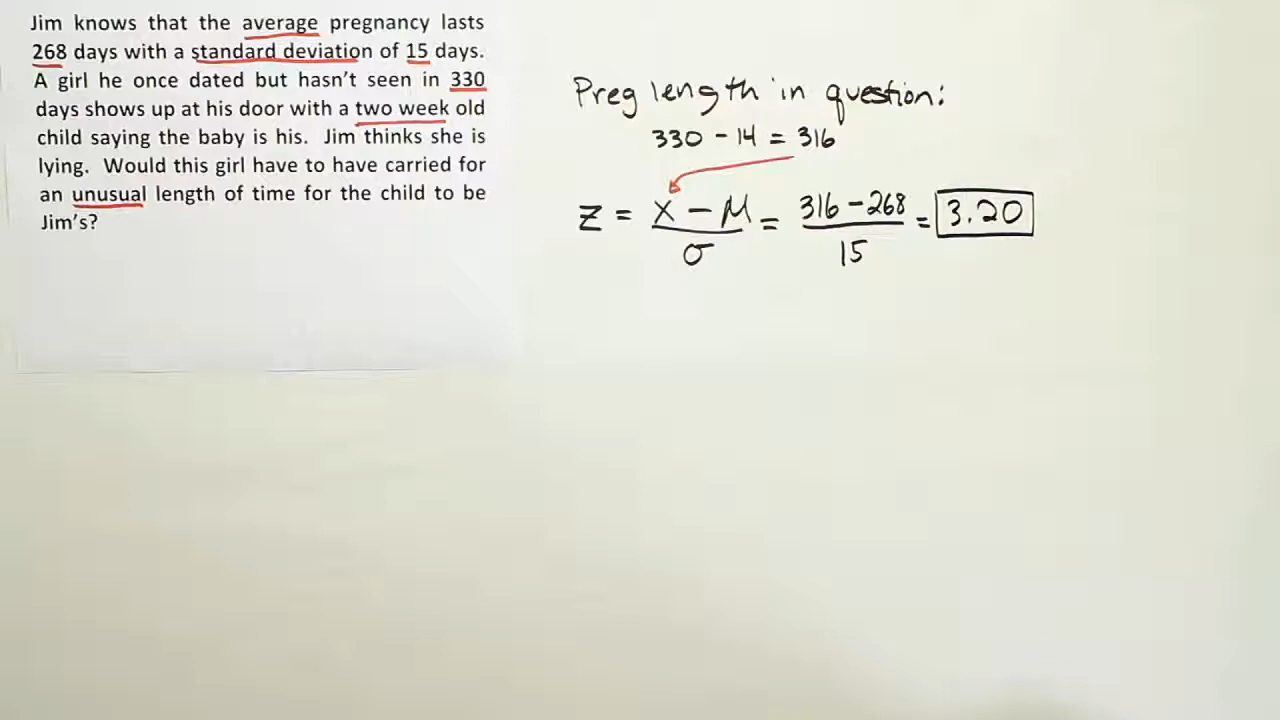 Jim knows that the average pregnancy lasts
268 days with a standard deviation of 15 days.
A girl he once dated but hasn't seen in 330
days shows up at his door with a two week old
child saying the baby is his. Jim thinks she is
lying. Would this girl have to have carried for
an unusual length of time for the child to be
Jim's?
Preg length in question:
330 - 14 = 316
Z = (X - M) / σ = (316 - 268) / 15 = 3.20